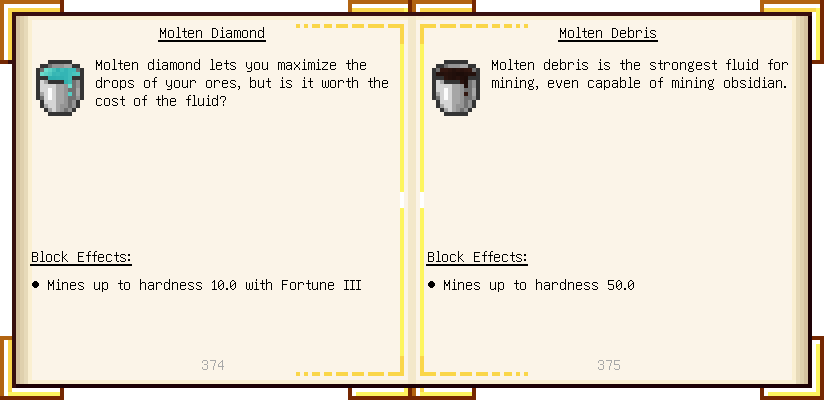 Molten Diamond
Molten diamond lets you maximize the
drops of your ores, but is it worth the
cost of the fluid?
Block Effects:
● Mines up to hardness 10.0 with Fortune III
374
Molten Debris
Molten debris is the strongest fluid for
mining, even capable of mining obsidian.
Block Effects:
● Mines up to hardness 50.0
375